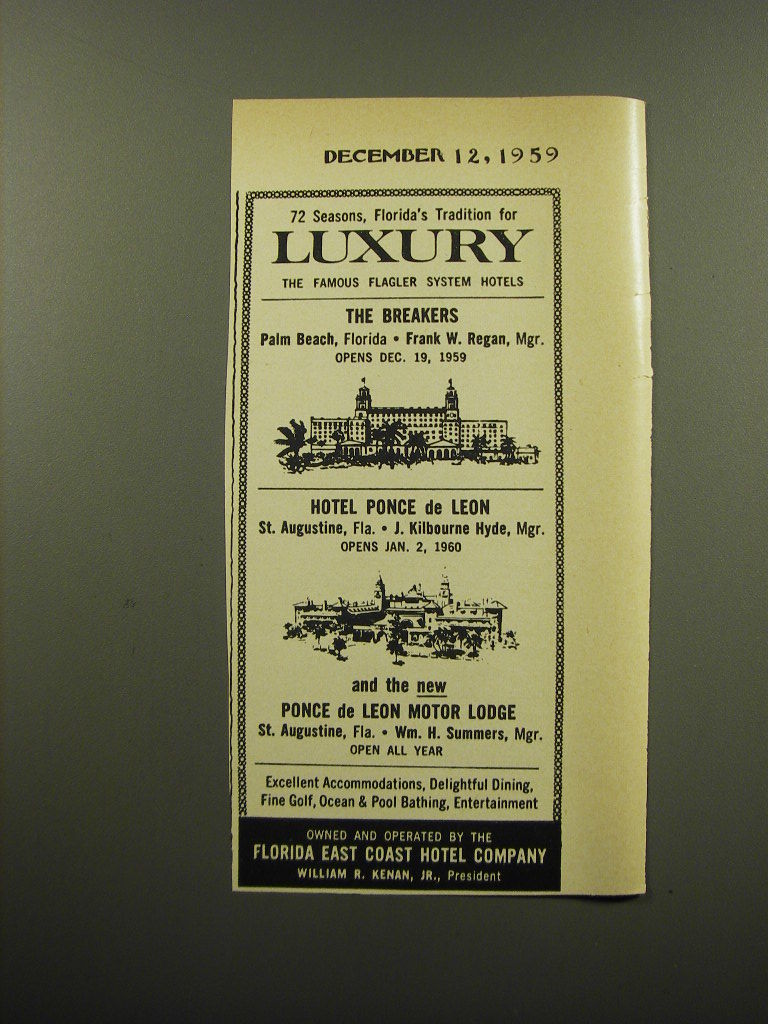 DECEMBER 12, 1959
72 Seasons, Florida's Tradition for
LUXURY
THE FAMOUS FLAGLER SYSTEM HOTELS
THE BREAKERS
Palm Beach, Florida • Frank W. Regan, Mgr.
OPENS DEC. 19, 1959
HOTEL PONCE de LEON
St. Augustine, Fla. • J. Kilbourne Hyde, Mgr.
OPENS JAN. 2, 1960
and the new
PONCE de LEON MOTOR LODGE
St. Augustine, Fla. • Wm. H. Summers, Mgr.
OPEN ALL YEAR
Excellent Accommodations, Delightful Dining,
Fine Golf, Ocean & Pool Bathing, Entertainment
OWNED AND OPERATED BY THE
FLORIDA EAST COAST HOTEL COMPANY
WILLIAM R. KENAN, JR., President